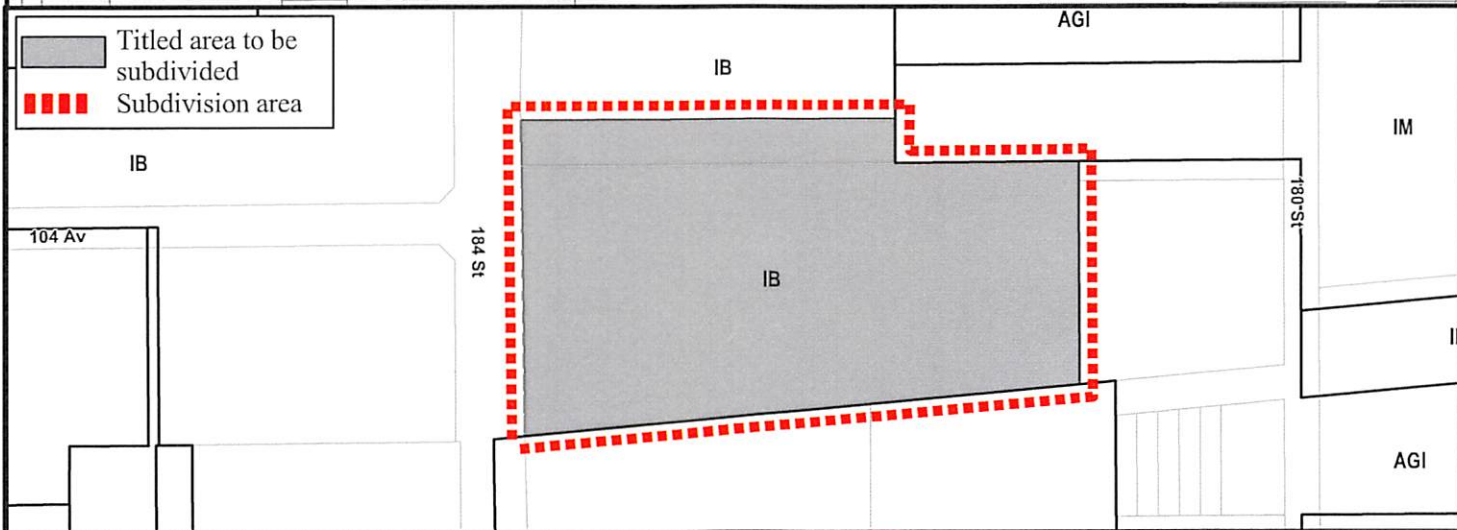 Titled area to be
subdivided
Subdivision area
AGI
IB
IM
IB
104 Av
184 St
180 St
IB
AGI